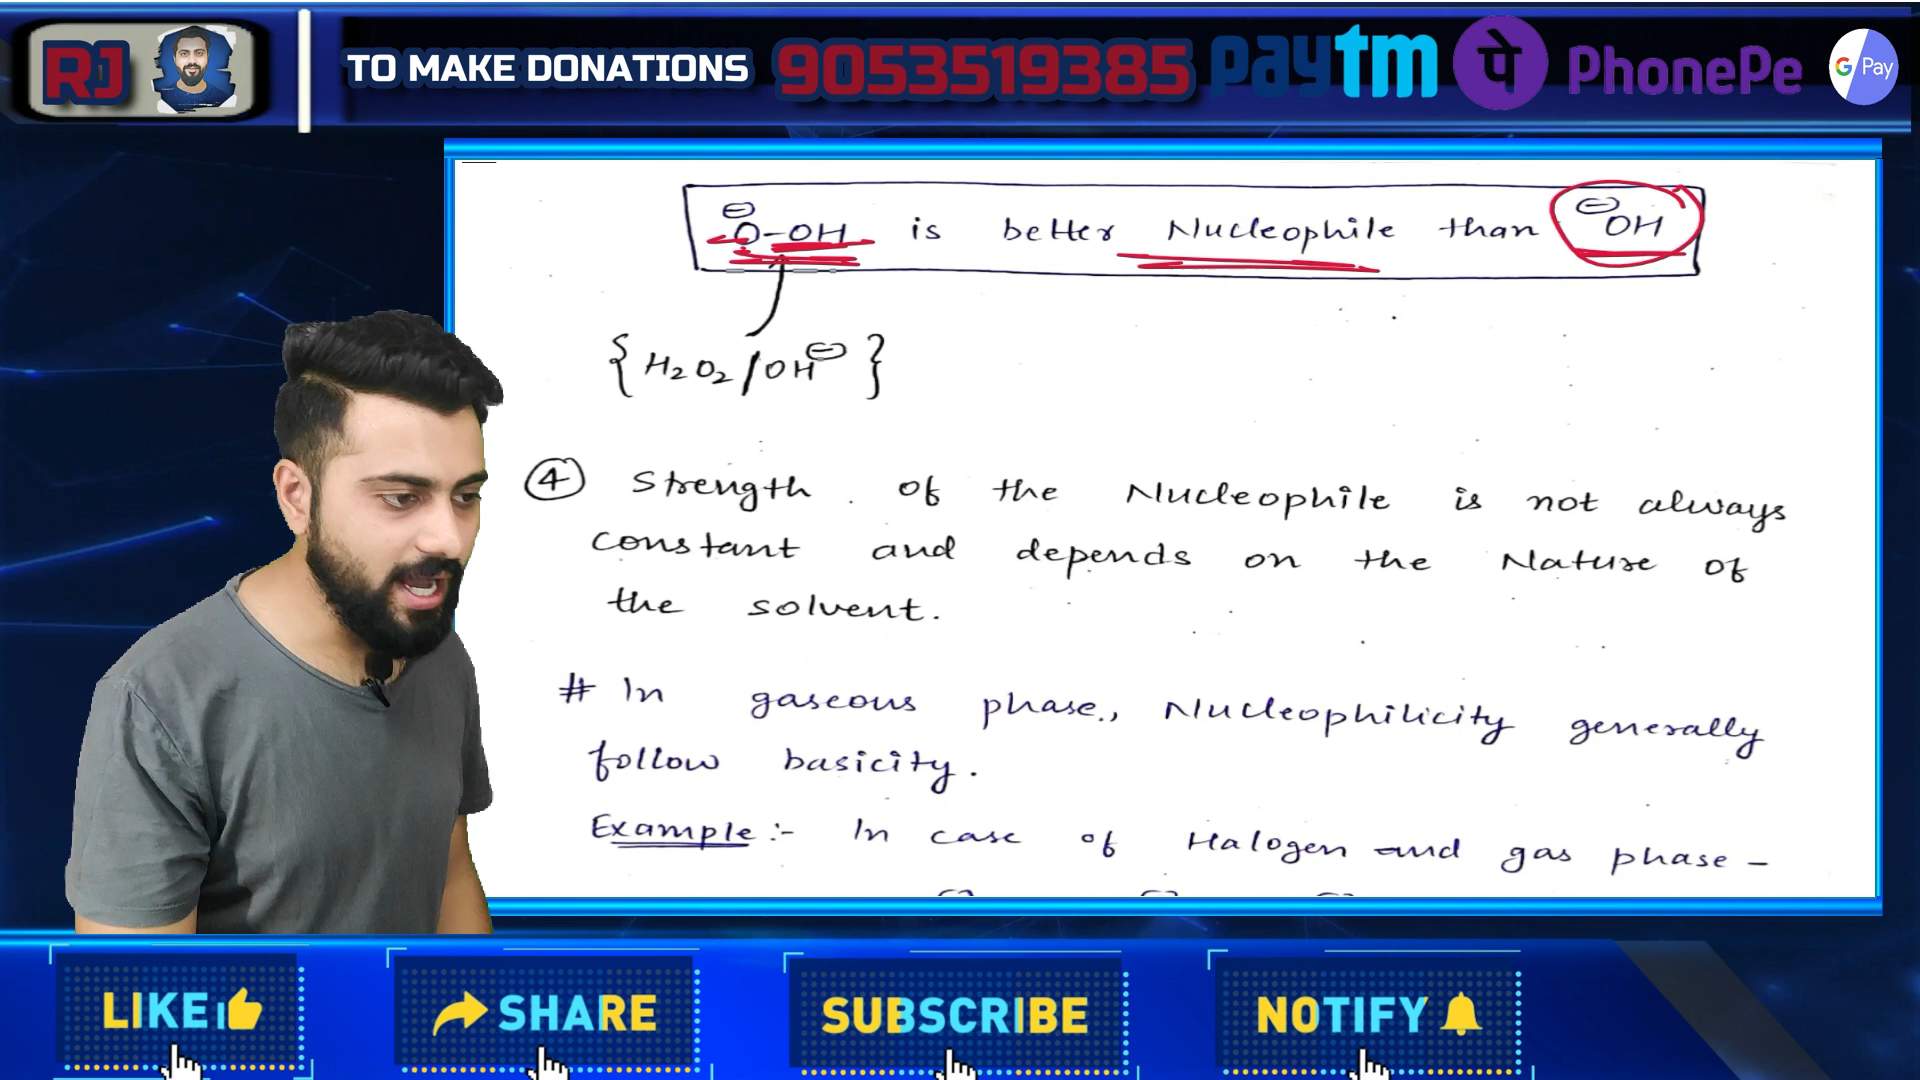 RJ
TO MAKE DONATIONS 9053519385 paytm पे PhonePe G Pay
⊖O-OH is better Nucleophile than ⊖OH
{H₂O₂/OH⊖}
④ Strength of the Nucleophile is not always
constant and depends on the Nature of
the solvent.
# In gaseous phase, Nucleophilicity generally
follow basicity.
Example :- In case of Halogen and gas phase -
LIKE SHARE SUBSCRIBE NOTIFY